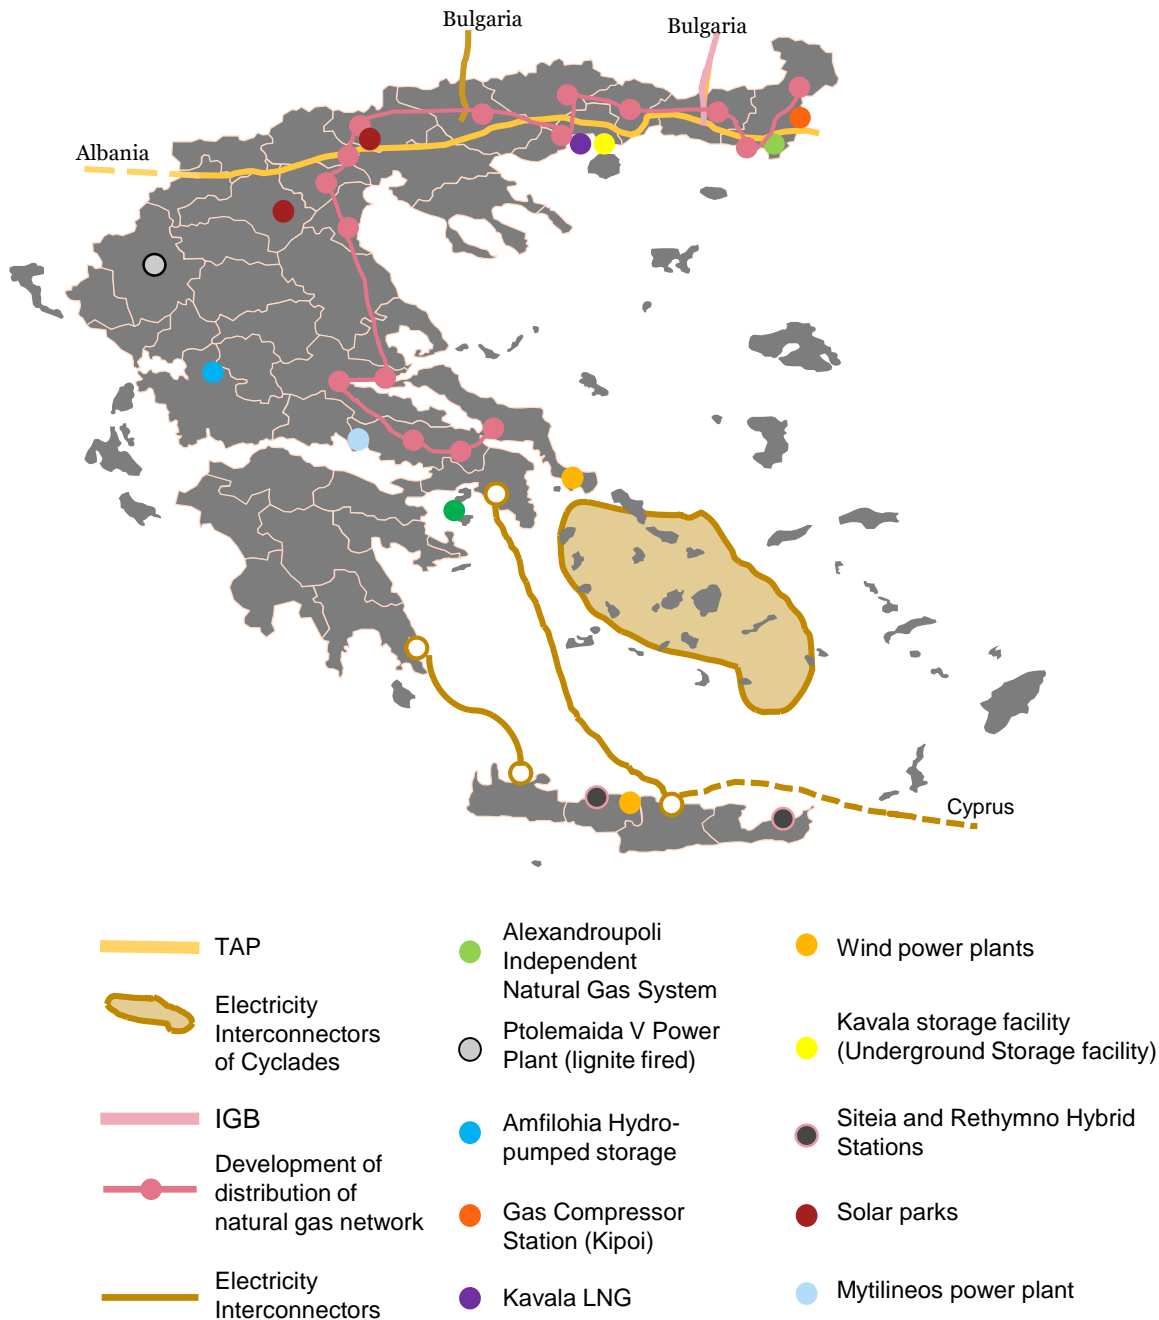 Bulgaria
Bulgaria
Albania
Cyprus
TAP
Electricity
Interconnectors
of Cyclades
IGB
Development of
distribution of
natural gas network
Electricity
Interconnectors
Alexandroupoli
Independent
Natural Gas System
Ptolemaida V Power
Plant (lignite fired)
Amfilohia Hydro-
pumped storage
Gas Compressor
Station (Kipoi)
Kavala LNG
Wind power plants
Kavala storage facility
(Underground Storage facility)
Siteia and Rethymno Hybrid
Stations
Solar parks
Mytilineos power plant